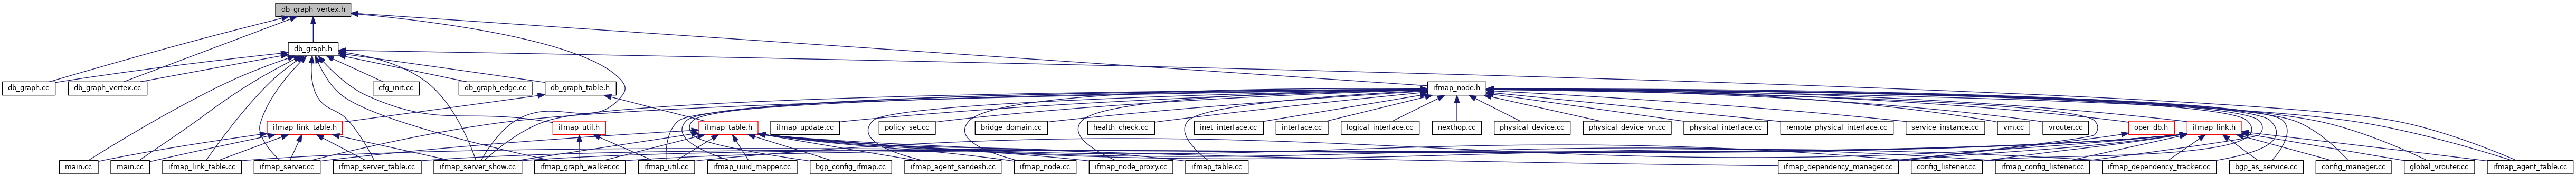 db_graph_vertex.h
db_graph.h
db_graph.cc
db_graph_vertex.cc
cfg_init.cc
db_graph_edge.cc
db_graph_table.h
ifmap_node.h
ifmap_link_table.h
ifmap_util.h
ifmap_table.h
ifmap_update.cc
policy_set.cc
bridge_domain.cc
health_check.cc
inet_interface.cc
interface.cc
logical_interface.cc
nexthop.cc
physical_device.cc
physical_device_vn.cc
physical_interface.cc
remote_physical_interface.cc
service_instance.cc
vm.cc
vrouter.cc
oper_db.h
ifmap_link.h
main.cc
main.cc
ifmap_link_table.cc
ifmap_server.cc
ifmap_server_table.cc
ifmap_server_show.cc
ifmap_graph_walker.cc
ifmap_util.cc
ifmap_uuid_mapper.cc
bgp_config_ifmap.cc
ifmap_agent_sandesh.cc
ifmap_node.cc
ifmap_node_proxy.cc
ifmap_table.cc
ifmap_dependency_manager.cc
config_listener.cc
ifmap_config_listener.cc
ifmap_dependency_tracker.cc
bgp_as_service.cc
config_manager.cc
global_vrouter.cc
ifmap_agent_table.cc